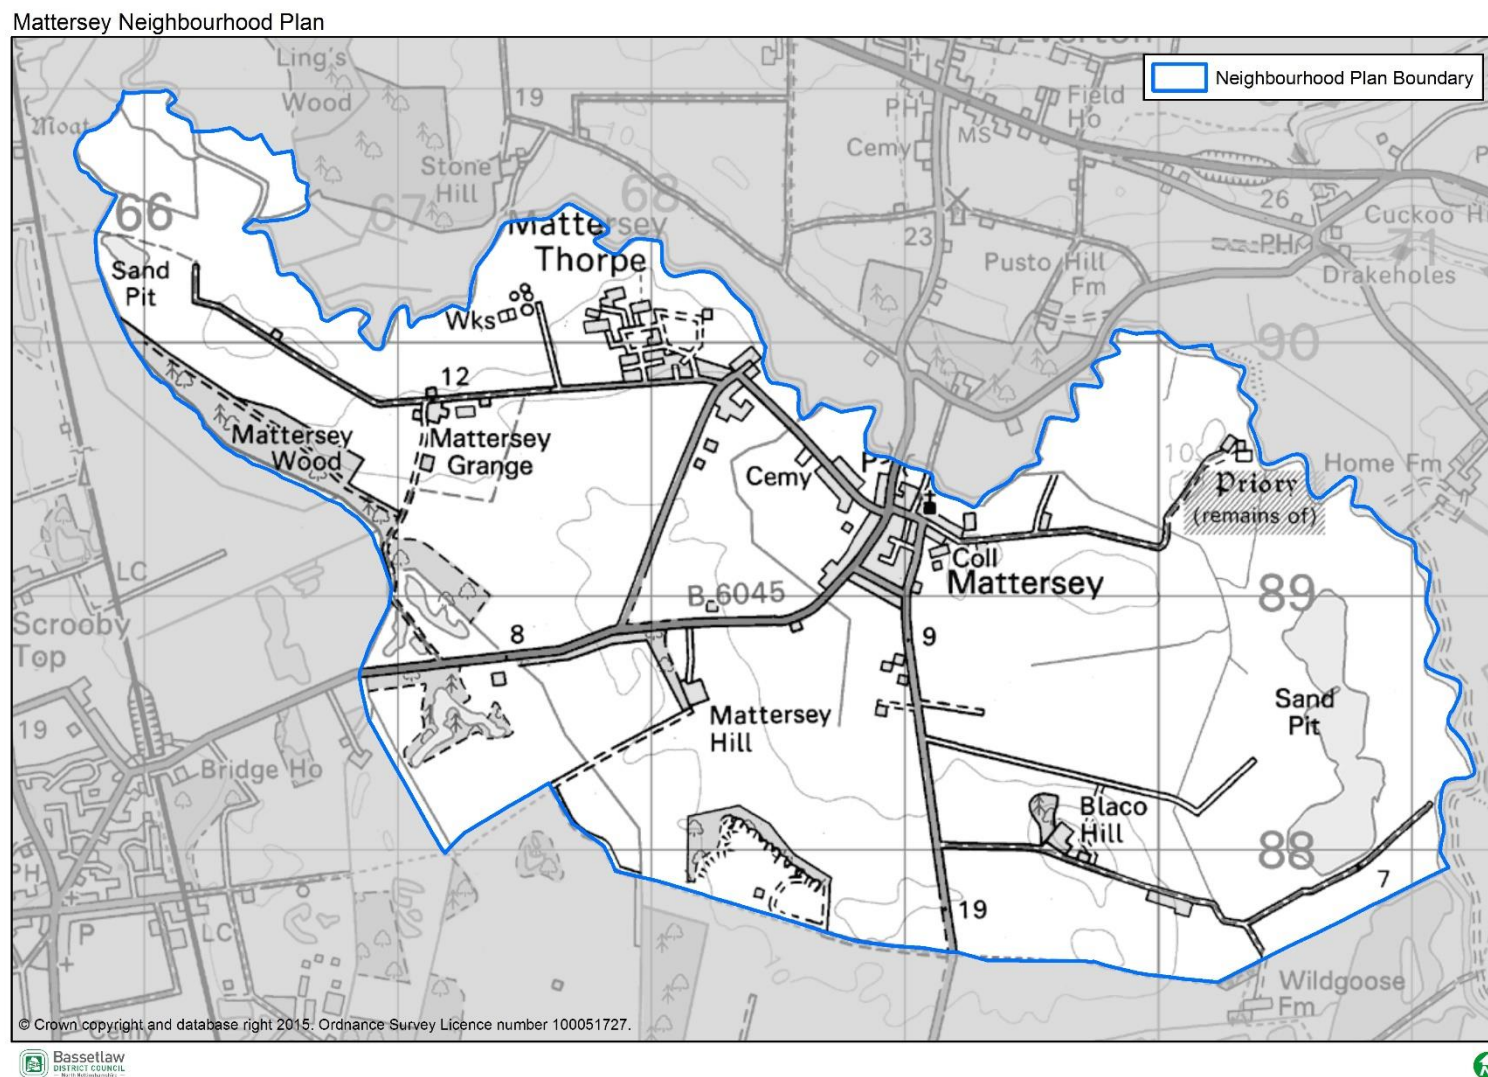 Mattersey Neighbourhood Plan
Neighbourhood Plan Boundary
Ling's
Wood
19
PH
Field
Ho
MS
Cemy
Moat
Stone
Hill
66
67
68
Mattersey
Thorpe
23
26
Cuckoo
PH
71
Drakeholes
Pusto Hill
Fm
Sand
Pit
Wks
90
12
Mattersey
Wood
Mattersey
Grange
Cemy
10
Home Fm
Priory
(remains of)
Coll
Mattersey
LC
B 6045
89
Scrooby
Top
8
9
Sand
Pit
19
Mattersey
Hill
Bridge Ho
Blaco
Hill
88
7
PH
P
LC
19
Wildgoose
Fm
Cemy
© Crown copyright and database right 2015. Ordnance Survey Licence number 100051727.
Bassetlaw
DISTRICT COUNCIL
North Nottinghamshire